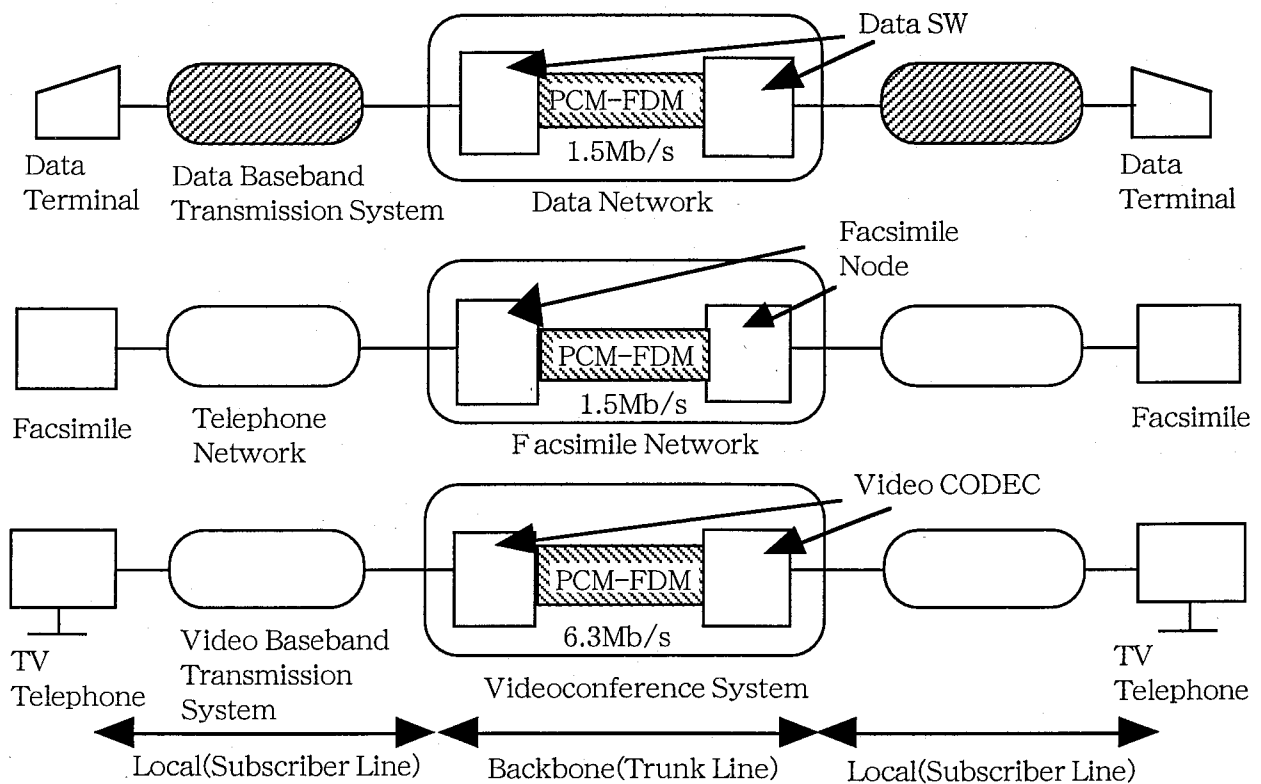 Data SW
PCM-FDM
1.5Mb/s
Data
Terminal
Data Baseband
Transmission System
Data Network
Data
Terminal
Facsimile
Node
PCM-FDM
1.5Mb/s
Facsimile
Telephone
Network
Facsimile Network
Facsimile
Video CODEC
PCM-FDM
6.3Mb/s
TV
Telephone
Video Baseband
Transmission
System
Videoconference System
TV
Telephone
Local(Subscriber Line)
Backbone(Trunk Line)
Local(Subscriber Line)